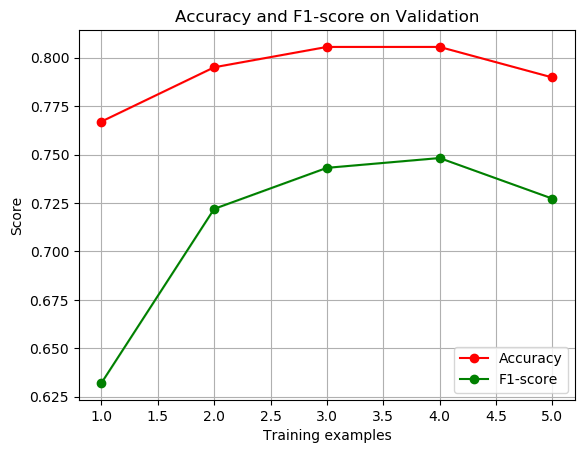 Accuracy and F1-score on Validation
0.800
0.775
0.750
0.725
0.700
0.675
0.650
0.625
Score
1.0 1.5 2.0 2.5 3.0 3.5 4.0 4.5 5.0
Training examples
Accuracy
F1-score